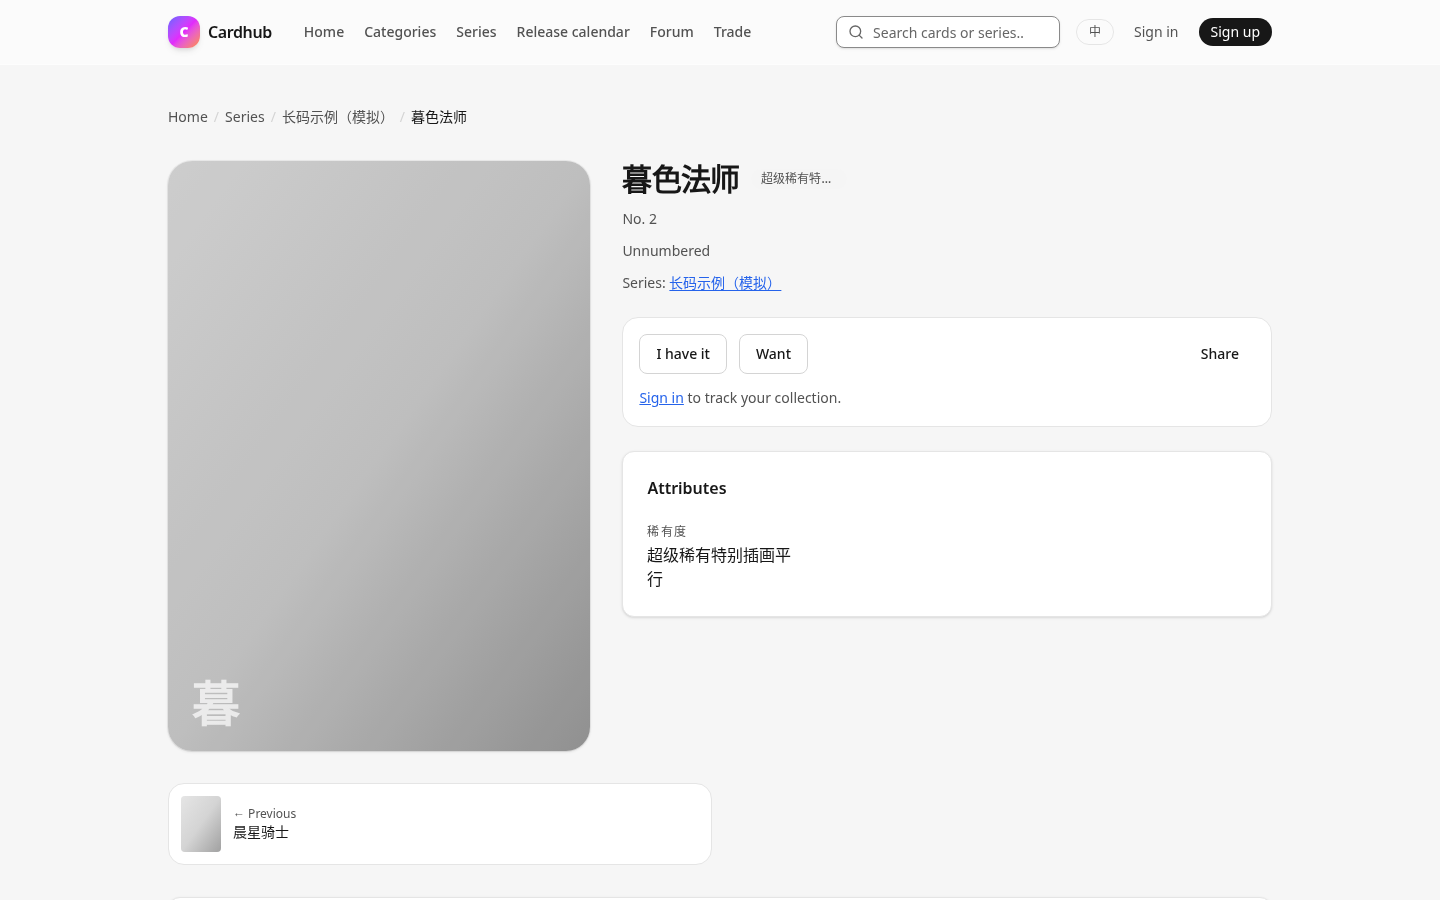 C Cardhub Home Categories Series Release calendar Forum Trade Search cards or series.. 中 Sign in Sign up
Home / Series / 长码示例（模拟） / 暮色法师
暮色法师 超级稀有特...
No. 2
Unnumbered
Series: 长码示例（模拟）
I have it Want Share
Sign in to track your collection.
Attributes
稀有度
超级稀有特别插画平
行
暮
← Previous
晨星骑士